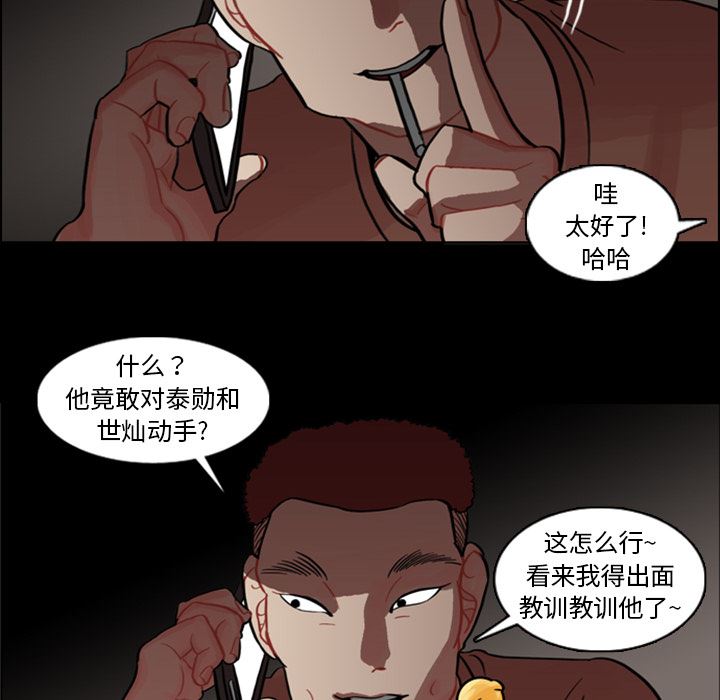 哇
太好了!
哈哈
什么？
他竟敢对泰勋和
世灿动手?
这怎么行~
看来我得出面
教训教训他了~